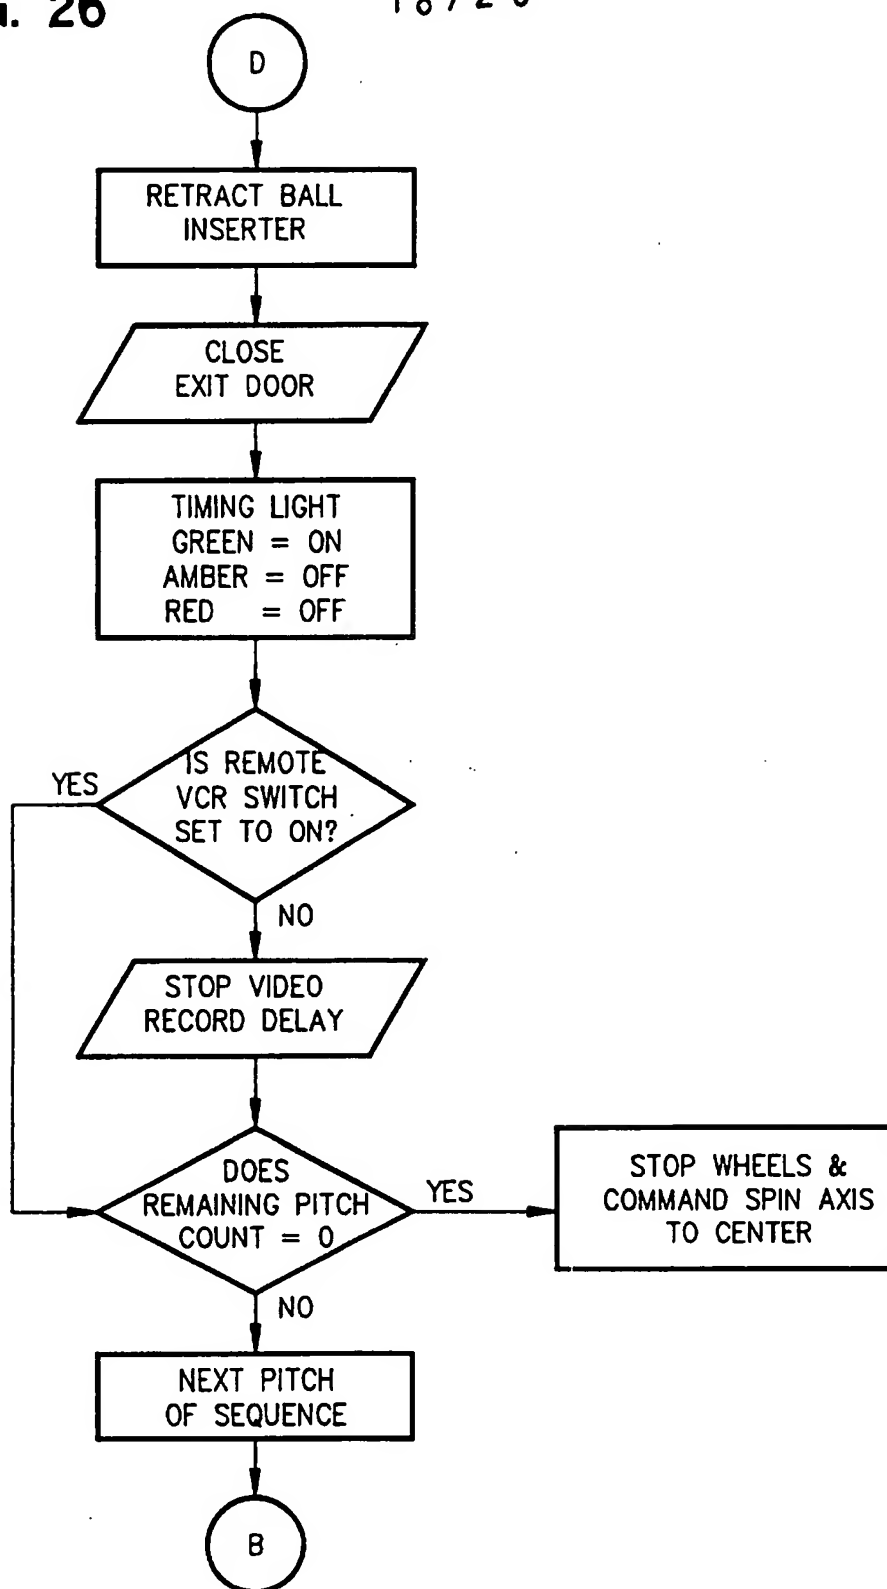 26
D
RETRACT BALL
INSERTER
CLOSE
EXIT DOOR
TIMING LIGHT
GREEN = ON
AMBER = OFF
RED = OFF
IS REMOTE
VCR SWITCH
SET TO ON?
YES
NO
STOP VIDEO
RECORD DELAY
DOES
REMAINING PITCH
COUNT = 0
YES
STOP WHEELS &
COMMAND SPIN AXIS
TO CENTER
NO
NEXT PITCH
OF SEQUENCE
B